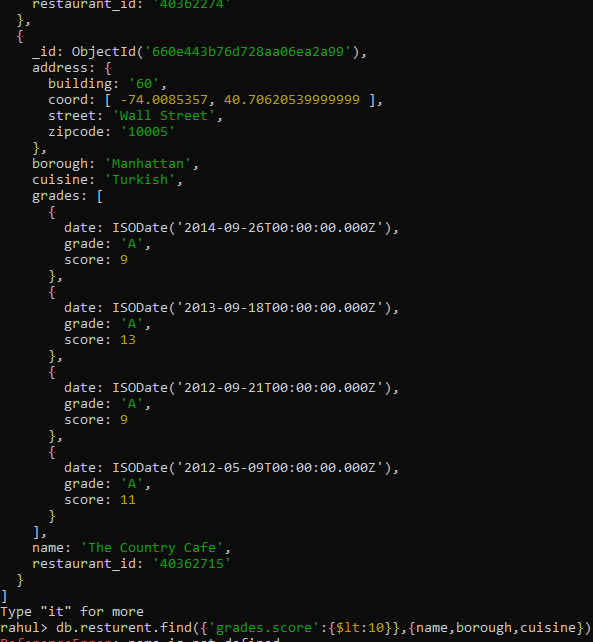 restaurant_id: '40362274'
},
{
_id: ObjectId('660e443b76d728aa06ea2a99'),
address: {
building: '60',
coord: [ -74.0085357, 40.70620539999999 ],
street: 'Wall Street',
zipcode: '10005'
},
borough: 'Manhattan',
cuisine: 'Turkish',
grades: [
{
date: ISODate('2014-09-26T00:00:00.000Z'),
grade: 'A',
score: 9
},
{
date: ISODate('2013-09-18T00:00:00.000Z'),
grade: 'A',
score: 13
},
{
date: ISODate('2012-09-21T00:00:00.000Z'),
grade: 'A',
score: 9
},
{
date: ISODate('2012-05-09T00:00:00.000Z'),
grade: 'A',
score: 11
}
],
name: 'The Country Cafe',
restaurant_id: '40362715'
}
]
Type "it" for more
rahul> db.resturent.find({'grades.score':{$lt:10}},{name,borough,cuisine})
ReferenceError: name is not defined